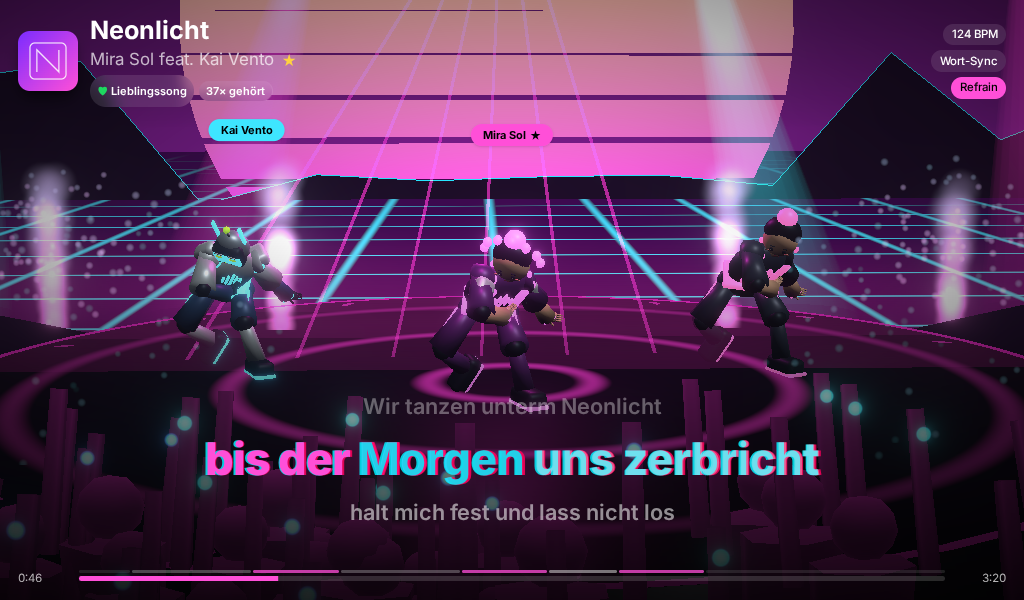 N
Neonlicht
Mira Sol feat. Kai Vento ★
Lieblingssong
37× gehört
124 BPM
Wort-Sync
Refrain
Kai Vento
Mira Sol ★
Wir tanzen unterm Neonlicht
bis der Morgen uns zerbricht
halt mich fest und lass nicht los
0:46
3:20